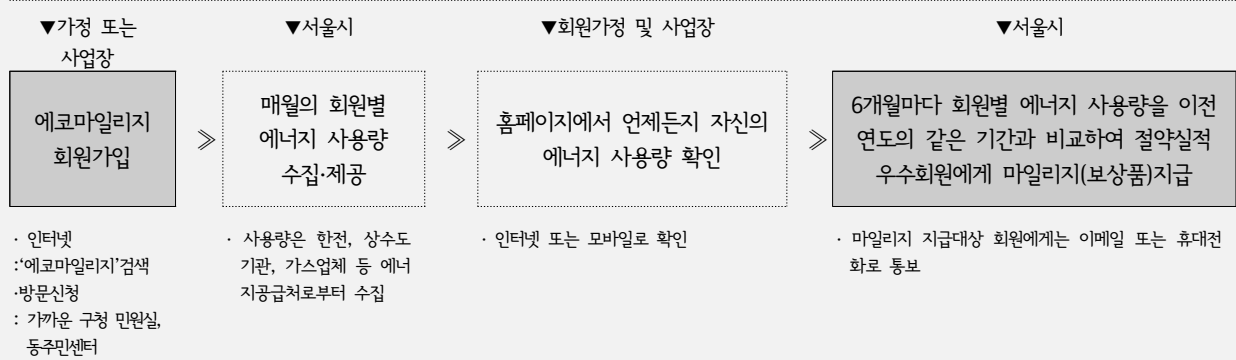 ▼가정 또는
사업장
▼서울시
▼회원가정 및 사업장
▼서울시
에코마일리지
회원가입
≫
매월의 회원별
에너지 사용량
수집·제공
≫
홈페이지에서 언제든지 자신의
에너지 사용량 확인
≫
6개월마다 회원별 에너지 사용량을 이전
연도의 같은 기간과 비교하여 절약실적
우수회원에게 마일리지(보상품)지급
· 인터넷
:‘에코마일리지’검색
·방문신청
: 가까운 구청 민원실,
동주민센터
· 사용량은 한전, 상수도
기관, 가스업체 등 에너
지공급처로부터 수집
· 인터넷 또는 모바일로 확인
· 마일리지 지급대상 회원에게는 이메일 또는 휴대전
화로 통보